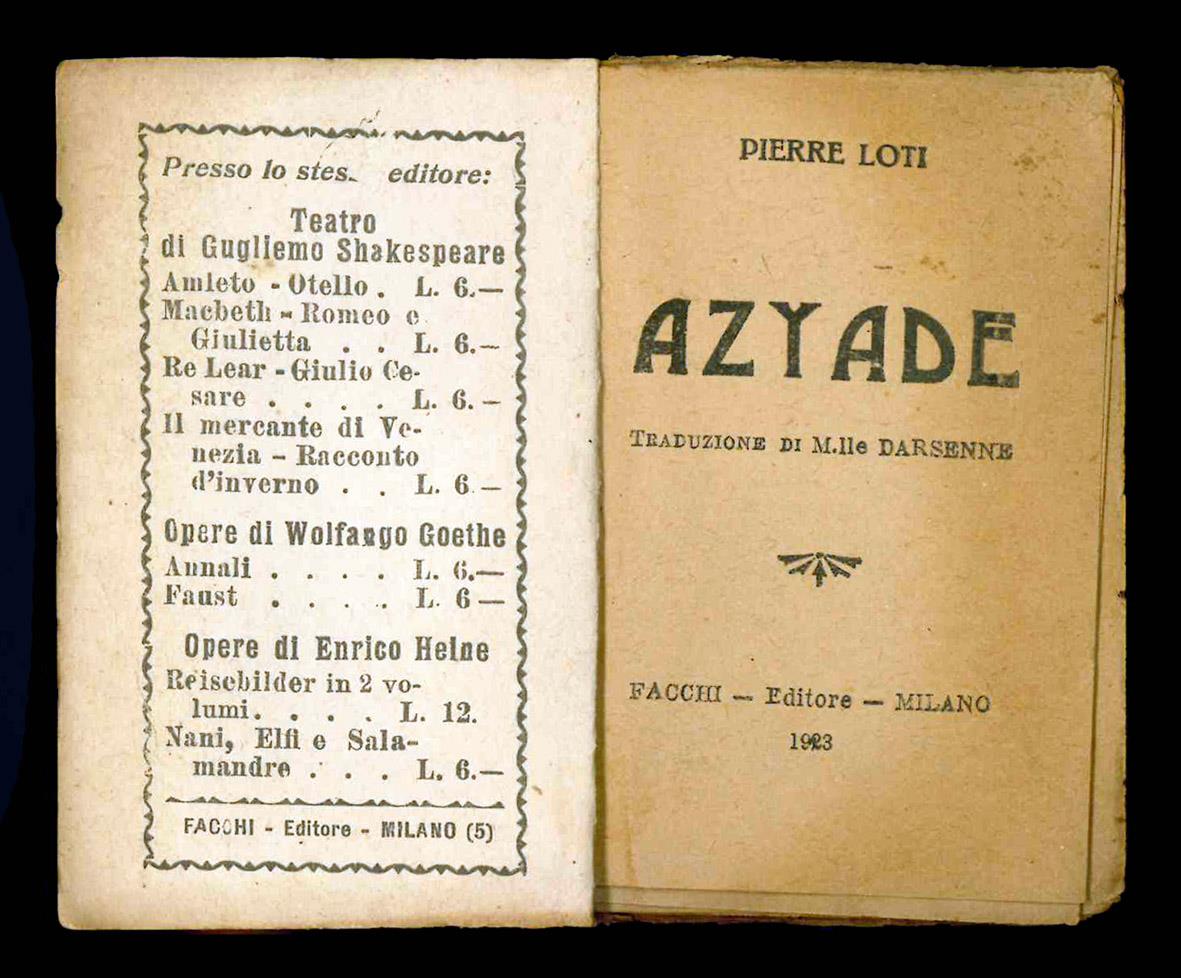 Presso lo stes. editore:
Teatro
di Gugliemo Shakespeare
Amleto - Otello . L. 6.—
Macbeth - Romeo e
Giulietta . . L. 6.—
Re Lear - Giulio Ce-
sare . . . . L. 6.—
Il mercante di Ve-
nezia — Racconto
d'inverno . . L. 6.—
Opere di Wolfango Goethe
Annali . . . . L. 6.—
Faust . . . . L. 6—
Opere di Enrico Heine
Reisebilder in 2 vo-
lumi. . . . L. 12.
Nani, Elfi e Sala-
mandre . . . L. 6.—
FACCHI - Editore - MILANO (5)
PIERRE LOTI
AZYADE
TRADUZIONE DI M.lle DARSENNE
FACCHI — Editore — MILANO
1923